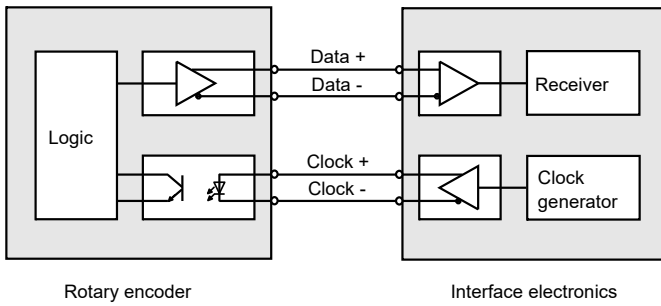 Data +
Data -
Receiver
Logic
Clock +
Clock -
Clock
generator
Rotary encoder
Interface electronics